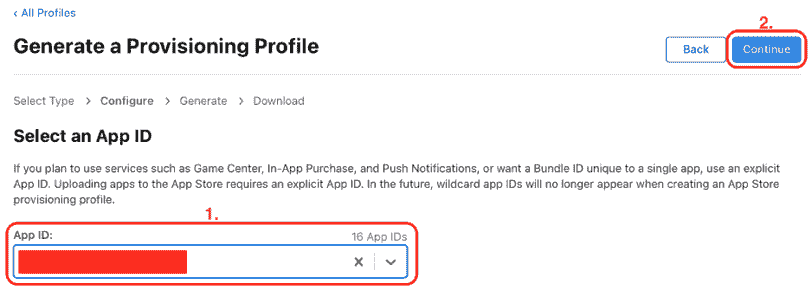 ‹ All Profiles
2.
Generate a Provisioning Profile
Back
Continue
Select Type > Configure > Generate > Download
Select an App ID
If you plan to use services such as Game Center, In-App Purchase, and Push Notifications, or want a Bundle ID unique to a single app, use an explicit
App ID. Uploading apps to the App Store requires an explicit App ID. In the future, wildcard app IDs will no longer appear when creating an App Store
provisioning profile.
1.
App ID:
16 App IDs